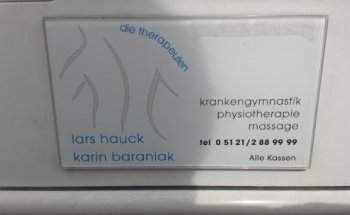 die therapeuten
krankengymnastik
physiotherapie
massage
lars hauck
karin baraniak
tel 0 51 21/2 88 99 99
Alle Kassen